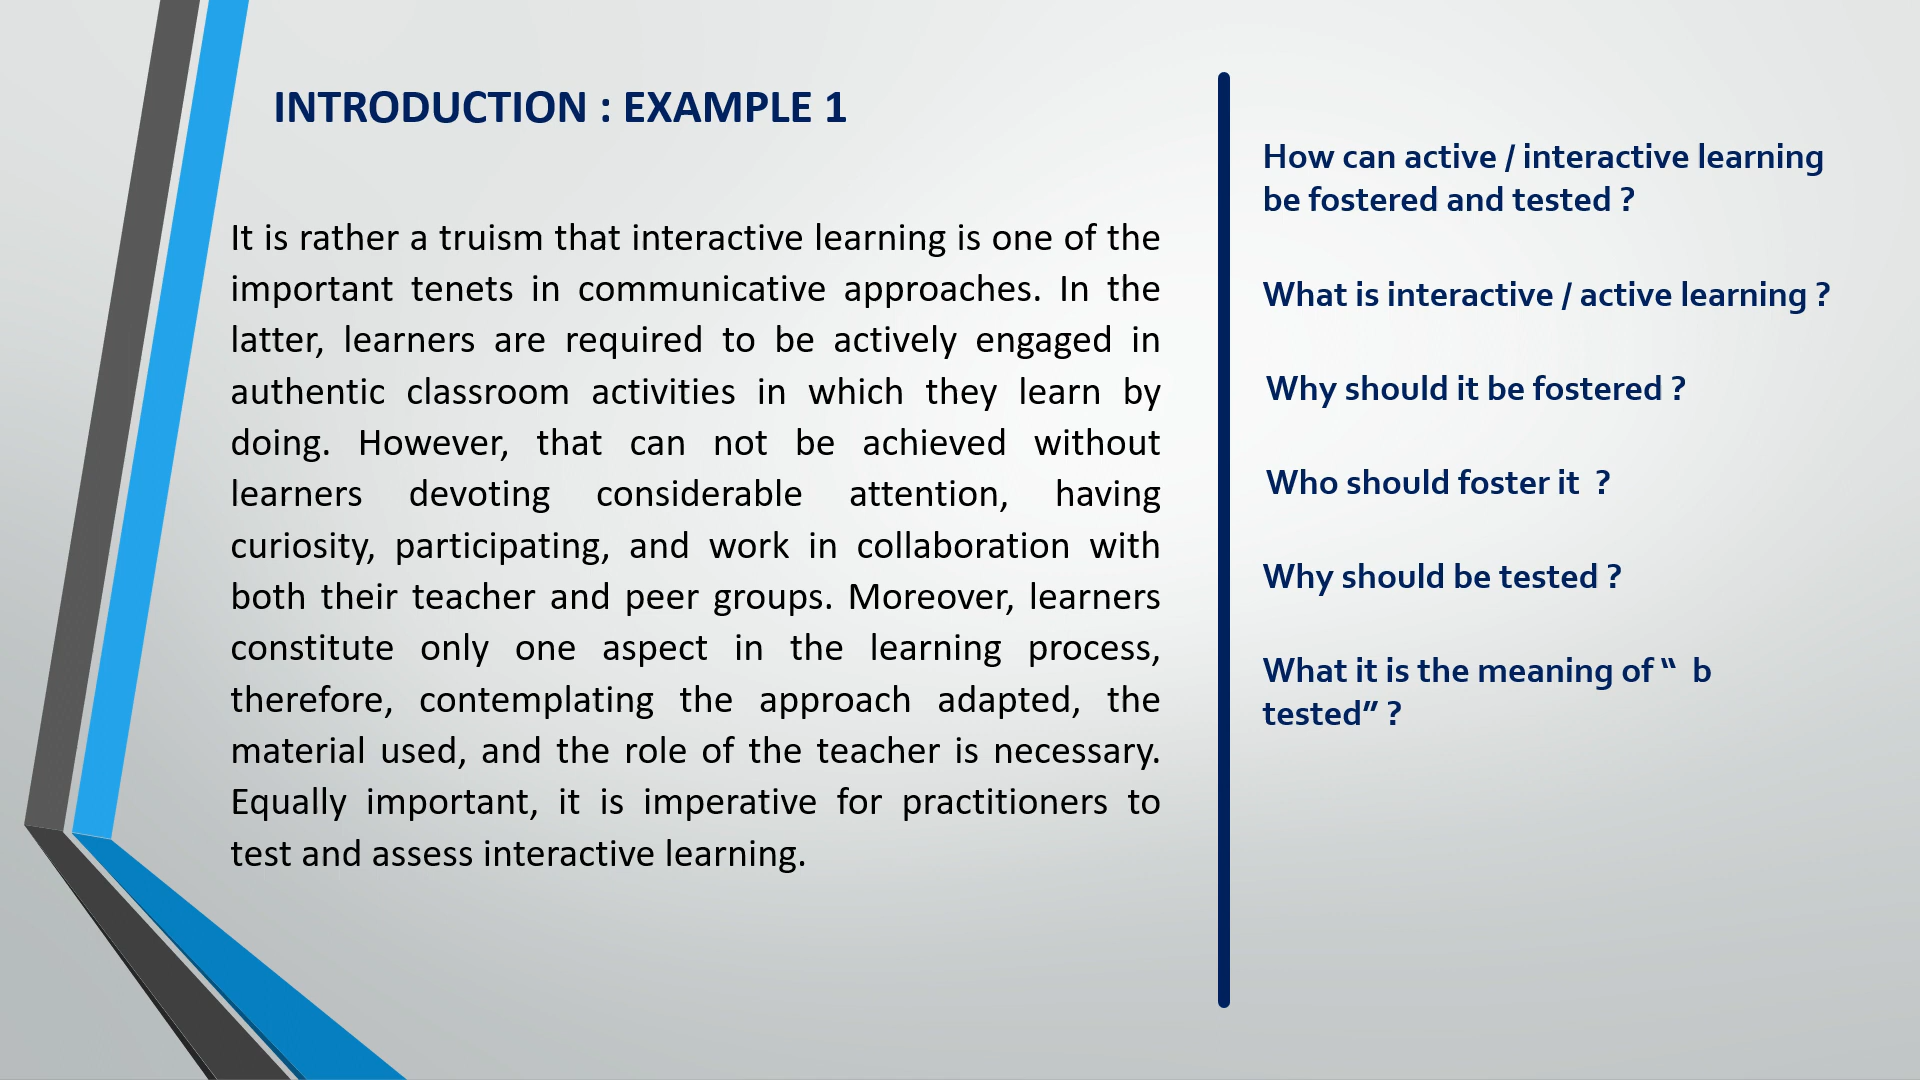 INTRODUCTION : EXAMPLE 1
It is rather a truism that interactive learning is one of the
important tenets in communicative approaches. In the
latter, learners are required to be actively engaged in
authentic classroom activities in which they learn by
doing. However, that can not be achieved without
learners devoting considerable attention, having
curiosity, participating, and work in collaboration with
both their teacher and peer groups. Moreover, learners
constitute only one aspect in the learning process,
therefore, contemplating the approach adapted, the
material used, and the role of the teacher is necessary.
Equally important, it is imperative for practitioners to
test and assess interactive learning.
How can active / interactive learning
be fostered and tested ?
What is interactive / active learning ?
Why should it be fostered ?
Who should foster it  ?
Why should be tested ?
What it is the meaning of “  b
tested” ?